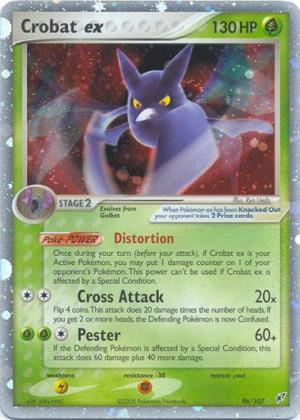 Crobat ex 130 HP
Illus. Ryo Ueda
STAGE 2
Evolves from
Golbat
When Pokémon-ex has been Knocked Out,
your opponent takes 2 Prize cards.
Poké-POWER Distortion
Once during your turn (before your attack), if Crobat ex is your
Active Pokémon, you may put 1 damage counter on 1 of
your opponent's Pokémon. This power can't be used if Crobat ex is
affected by a Special Condition.
Cross Attack 20x
Flip 4 coins. This attack does 20 damage times the number of heads. If
you get 2 or more heads, the Defending Pokémon is now Confused.
Pester 60+
If the Defending Pokémon is affected by a Special Condition, this attack
does 60 damage plus 40 more damage.
weakness resistance -30 retreat cost
©2005 Pokémon/Nintendo 96/107